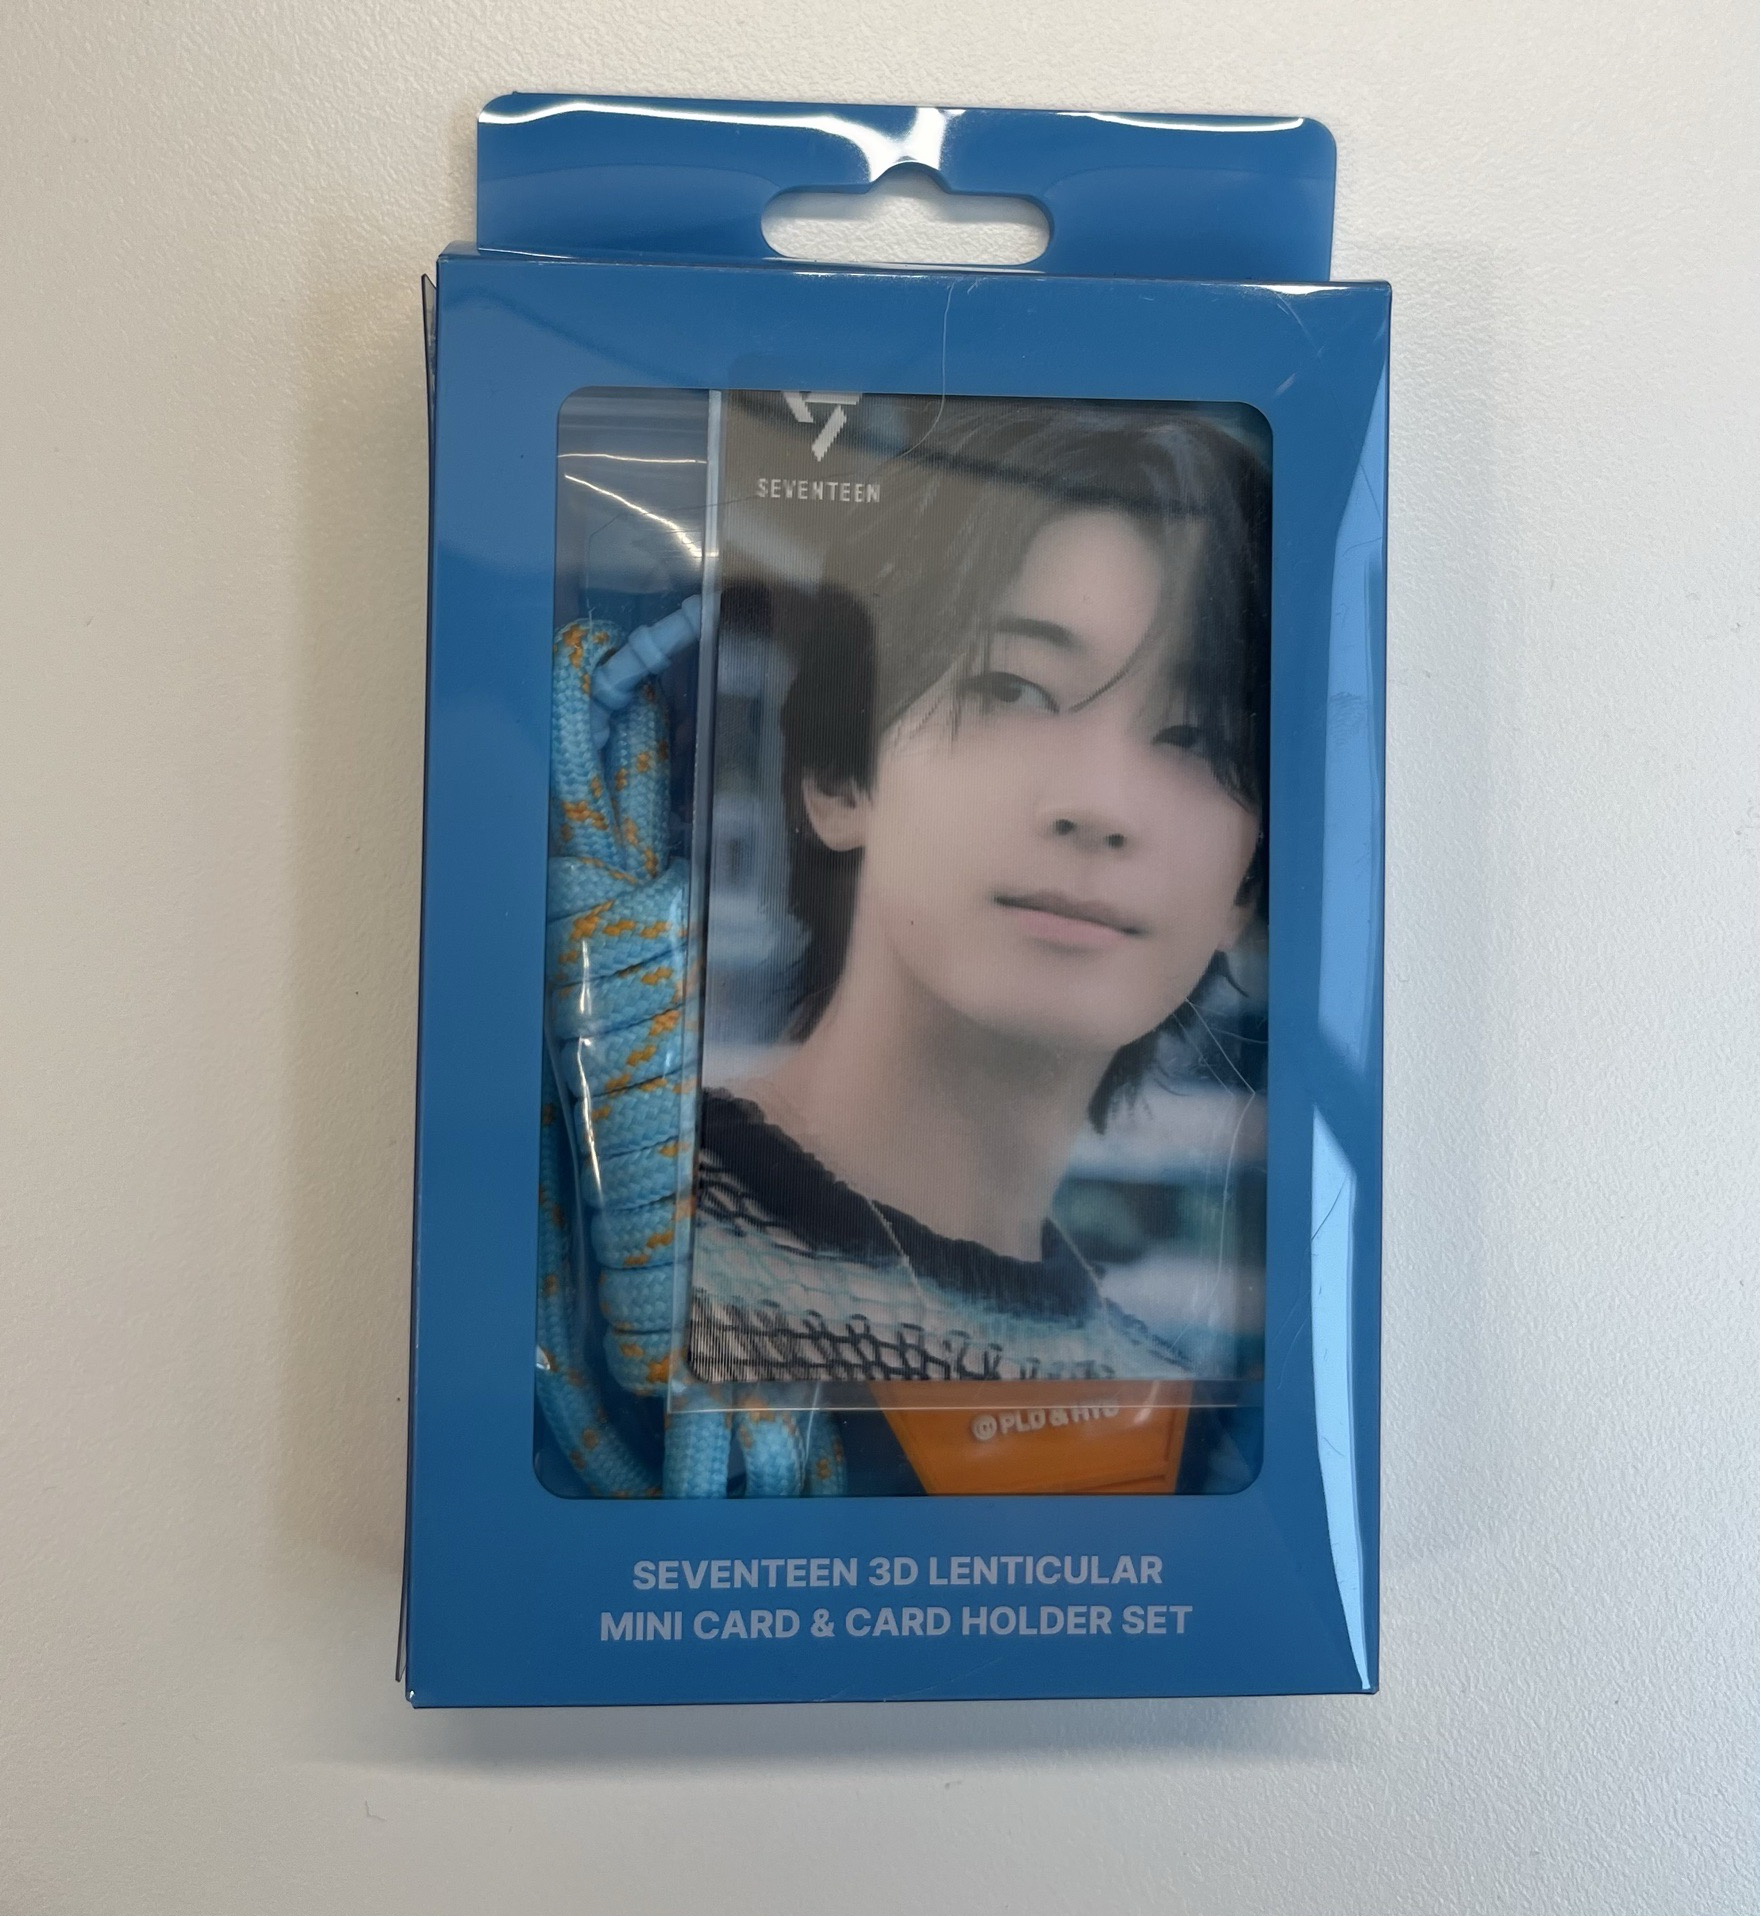 SEVENTEEN
@PLD & HYB
SEVENTEEN 3D LENTICULAR
MINI CARD & CARD HOLDER SET